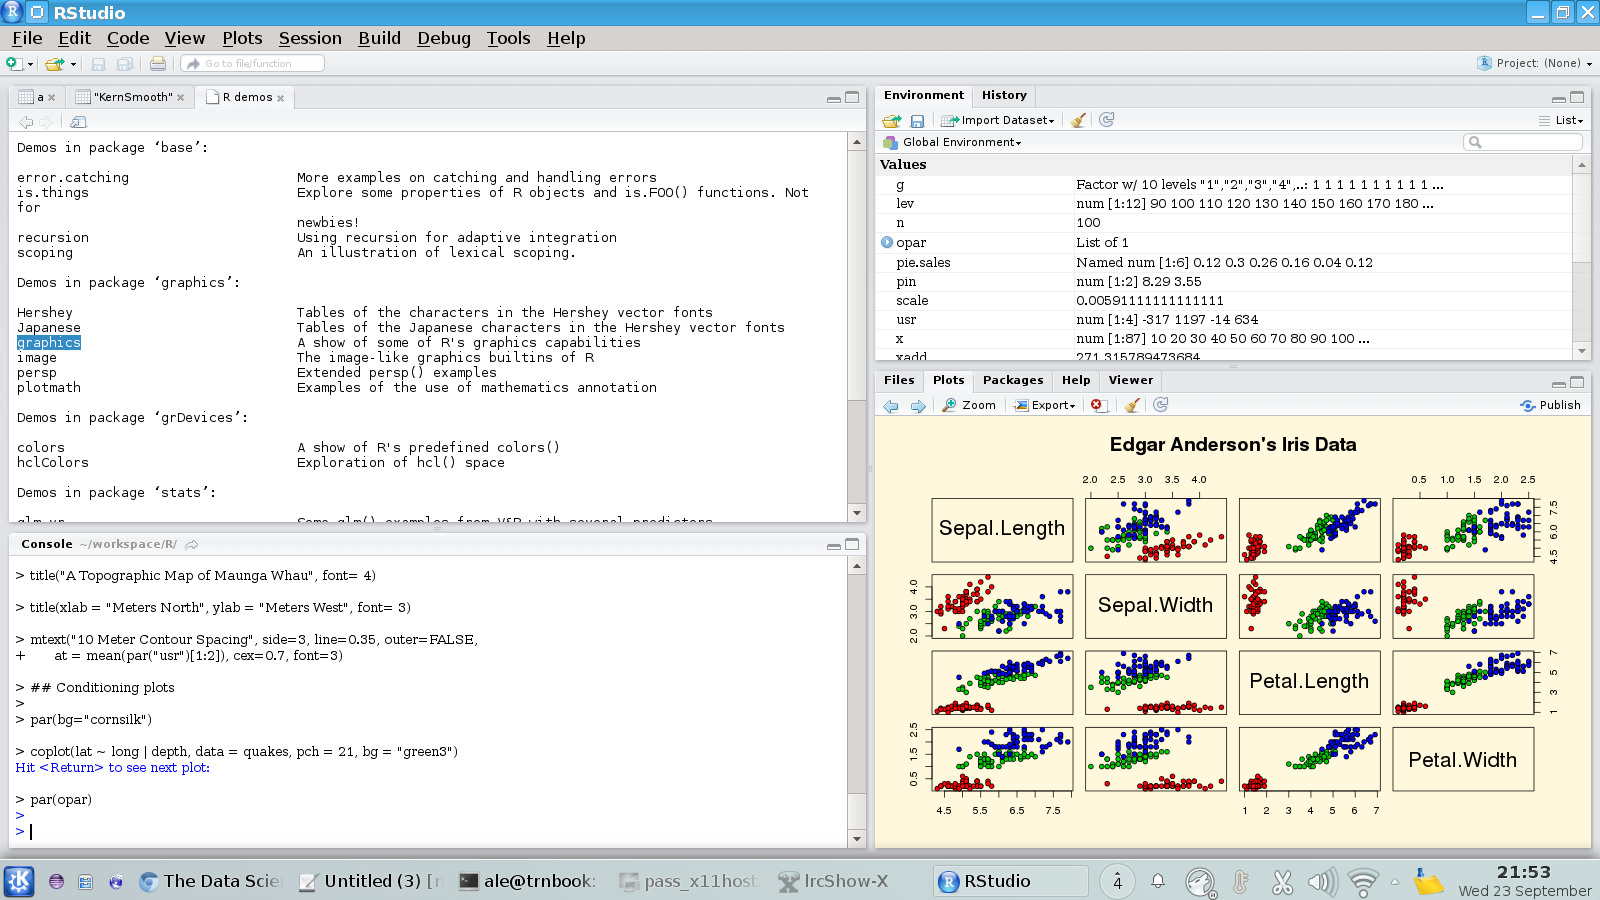 RStudio
File Edit Code View Plots Session Build Debug Tools Help
Go to file/function
Project: (None)
a
"KernSmooth"
R demos
Demos in package ‘base’:
error.catching More examples on catching and handling errors
is.things Explore some properties of R objects and is.FOO() functions. Not
for
newbies!
recursion Using recursion for adaptive integration
scoping An illustration of lexical scoping.
Demos in package ‘graphics’:
Hershey Tables of the characters in the Hershey vector fonts
Japanese Tables of the Japanese characters in the Hershey vector fonts
graphics A show of some of R's graphics capabilities
image The image-like graphics builtins of R
persp Extended persp() examples
plotmath Examples of the use of mathematics annotation
Demos in package ‘grDevices’:
colors A show of R's predefined colors()
hclColors Exploration of hcl() space
Demos in package ‘stats’:
Console ~/workspace/R/
> title("A Topographic Map of Maunga Whau", font= 4)
> title(xlab = "Meters North", ylab = "Meters West", font= 3)
> mtext("10 Meter Contour Spacing", side=3, line=0.35, outer=FALSE,
+ at = mean(par("usr")[1:2]), cex=0.7, font=3)
> ## Conditioning plots
>
> par(bg="cornsilk")
> coplot(lat ~ long | depth, data = quakes, pch = 21, bg = "green3")
Hit <Return> to see next plot:
> par(opar)
>
>
Environment History
Import Dataset
List
Global Environment
Values
g Factor w/ 10 levels "1","2","3","4",..: 1 1 1 1 1 1 1 1 1 1 ...
lev num [1:12] 90 100 110 120 130 140 150 160 170 180 ...
n 100
opar List of 1
pie.sales Named num [1:6] 0.12 0.3 0.26 0.16 0.04 0.12
pin num [1:2] 8.29 3.55
scale 0.00591111111111111
usr num [1:4] -317 1197 -14 634
x num [1:87] 10 20 30 40 50 60 70 80 90 100 ...
xadd 271.315789473684
Files Plots Packages Help Viewer
Zoom Export Publish
Edgar Anderson's Iris Data
2.0 2.5 3.0 3.5 4.0
0.5 1.0 1.5 2.0 2.5
Sepal.Length
4.5 6.0 7.5
2.0 3.0 4.0
Sepal.Width
Petal.Length
1 3 5 7
0.5 1.5 2.5
Petal.Width
4.5 5.5 6.5 7.5
1 2 3 4 5 6 7
The Data Scie
Untitled (3) [r
ale@trnbook:
pass_x11host
IrcShow-X
RStudio
4
21:53
Wed 23 September